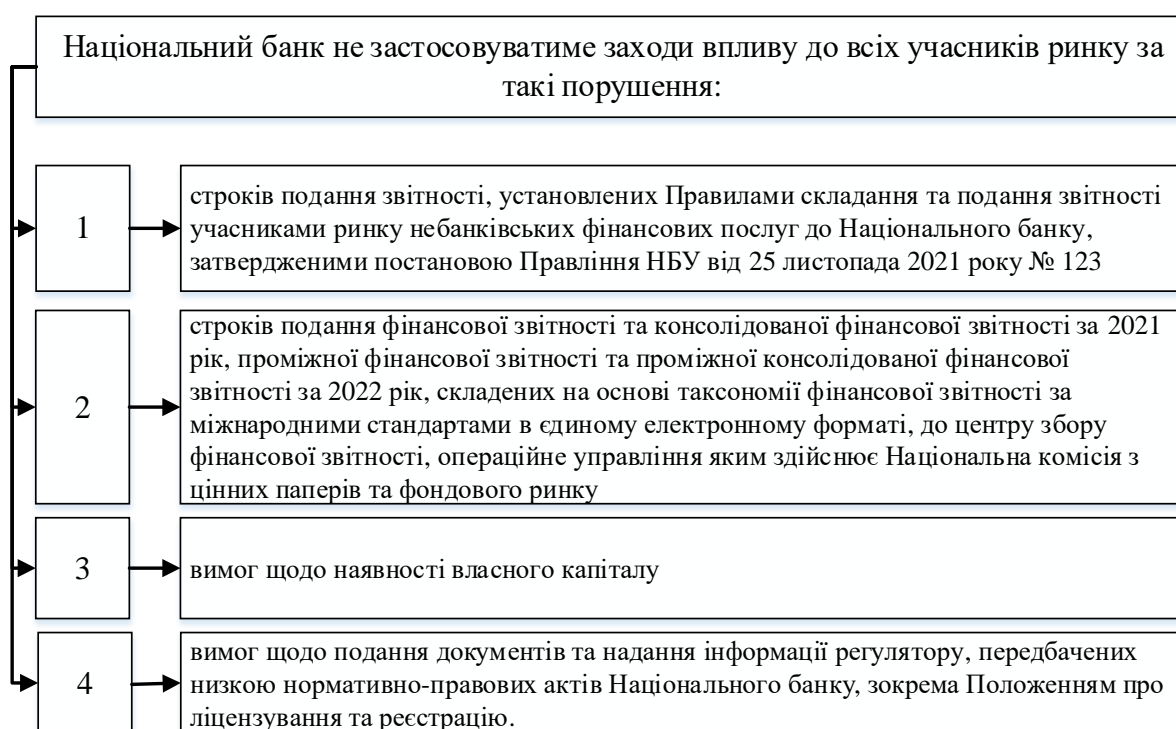 Національний банк не застосовуватиме заходи впливу до всіх учасників ринку за
такі порушення:
1
строків подання звітності, установлених Правилами складання та подання звітності
учасниками ринку небанківських фінансових послуг до Національного банку,
затвердженими постановою Правління НБУ від 25 листопада 2021 року № 123
2
строків подання фінансової звітності та консолідованої фінансової звітності за 2021
рік, проміжної фінансової звітності та проміжної консолідованої фінансової
звітності за 2022 рік, складених на основі таксономії фінансової звітності за
міжнародними стандартами в єдиному електронному форматі, до центру збору
фінансової звітності, операційне управління яким здійснює Національна комісія з
цінних паперів та фондового ринку
3
вимог щодо наявності власного капіталу
4
вимог щодо подання документів та надання інформації регулятору, передбачених
низкою нормативно-правових актів Національного банку, зокрема Положенням про
ліцензування та реєстрацію.